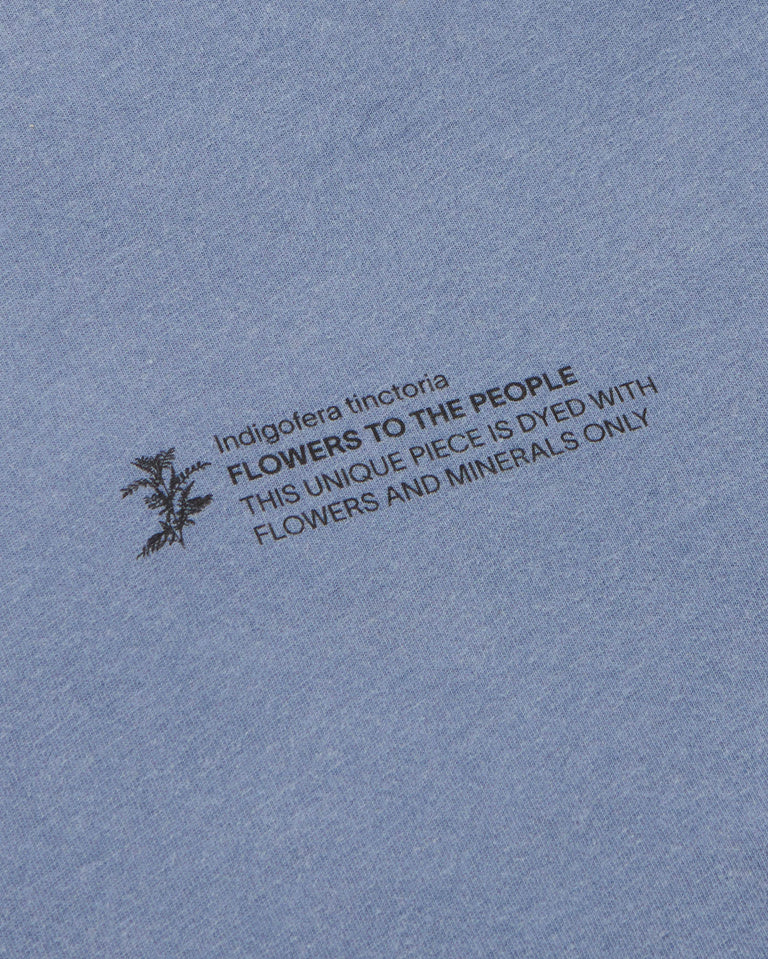 Indigofera tinctoria
FLOWERS TO THE PEOPLE
THIS UNIQUE PIECE IS DYED WITH
FLOWERS AND MINERALS ONLY